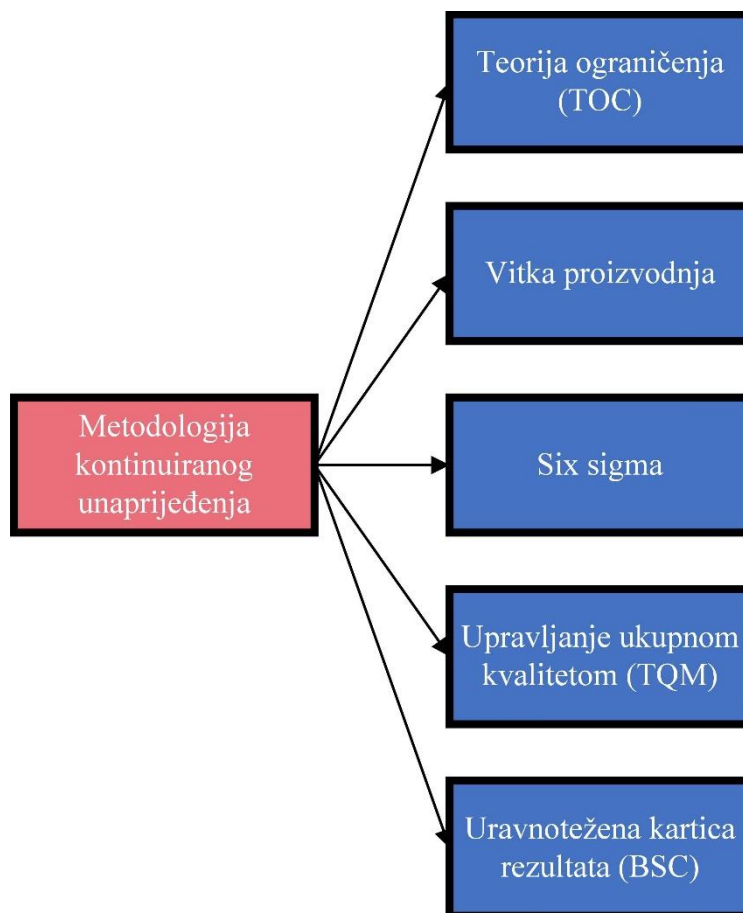 Teorija ograničenja
(TOC)
Vitka proizvodnja
Metodologija
kontinuiranog
unaprijeđenja
Six sigma
Upravljanje ukupnom
kvalitetom (TQM)
Uravnotežena kartica
rezultata (BSC)